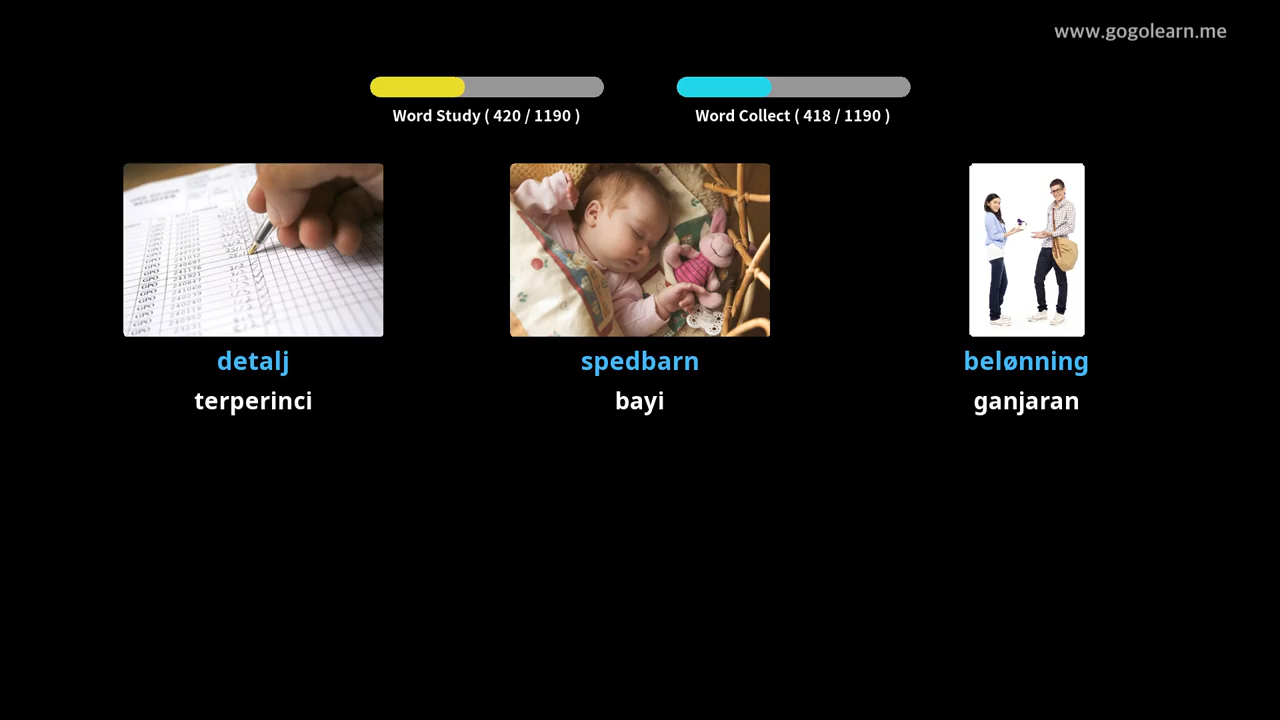 www.gogolearn.me
Word Study ( 420 / 1190 )
Word Collect ( 418 / 1190 )
detalj
spedbarn
belønning
terperinci
bayi
ganjaran